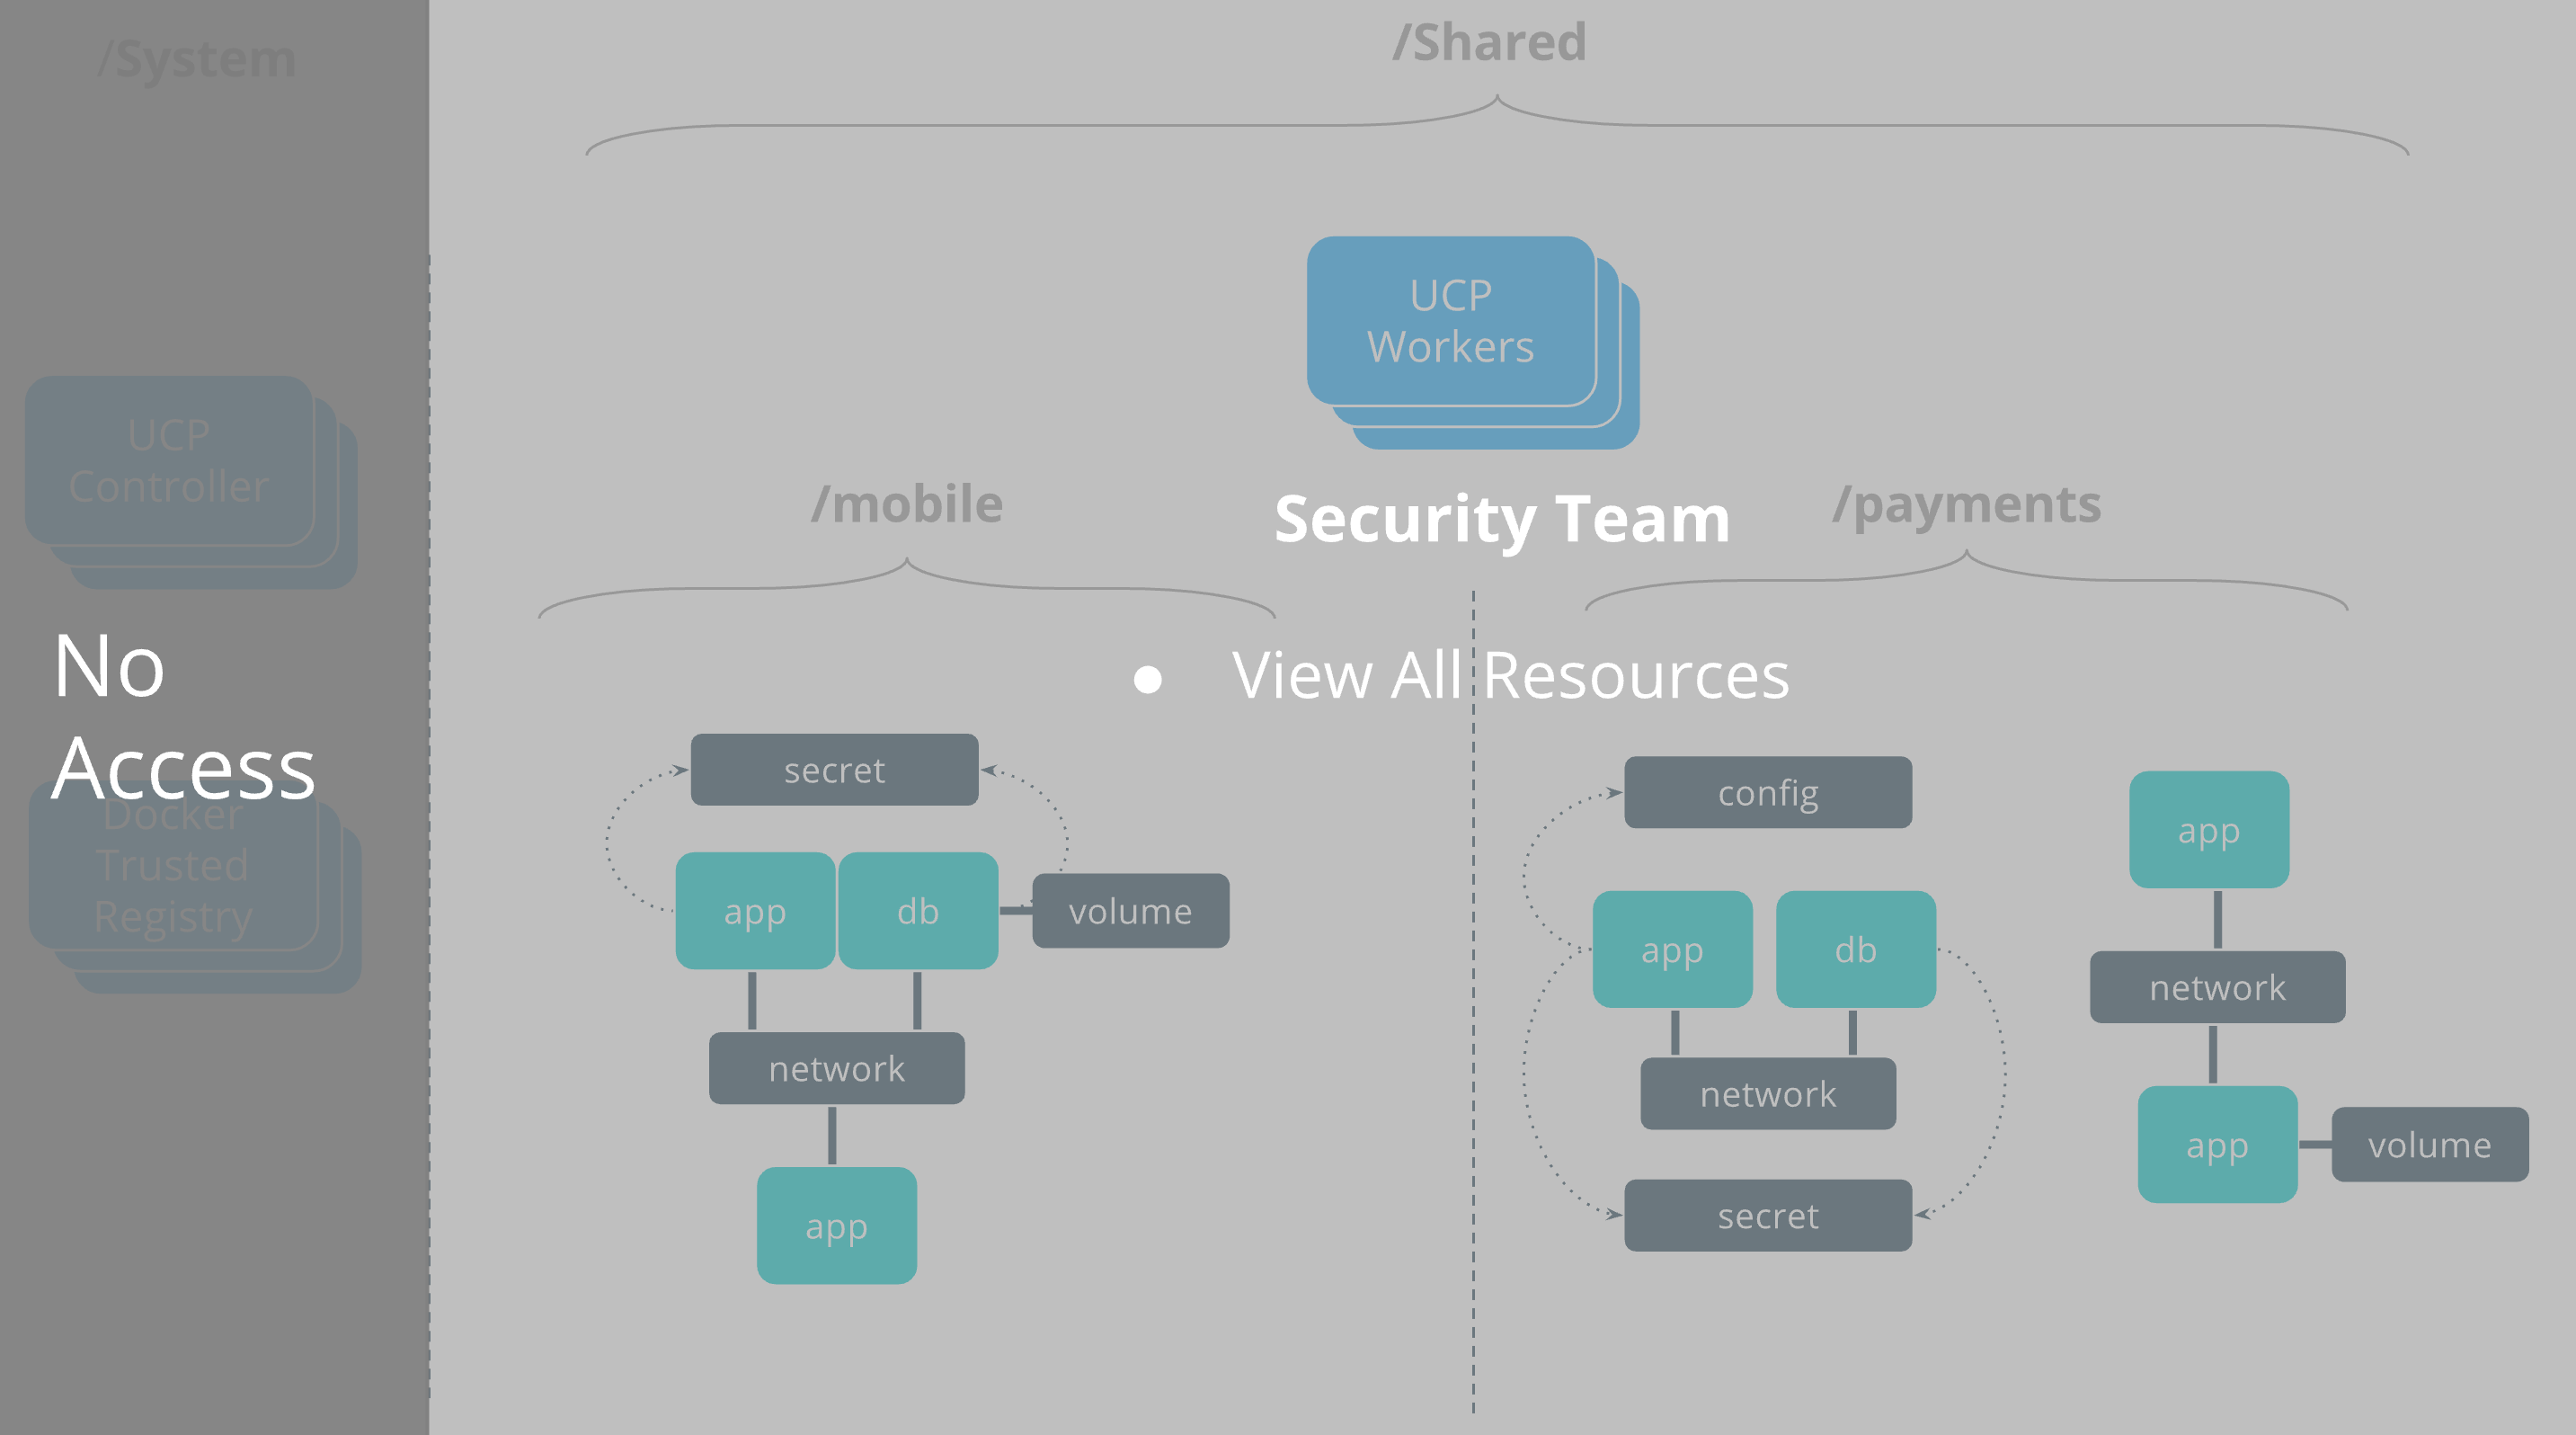 /System
UCP
Controller
No
Access
Docker
Trusted
Registry
/Shared
UCP
Workers
Security Team
View All Resources
/mobile
secret
app
db
volume
network
app
/payments
config
app
db
network
secret
app
network
app
volume